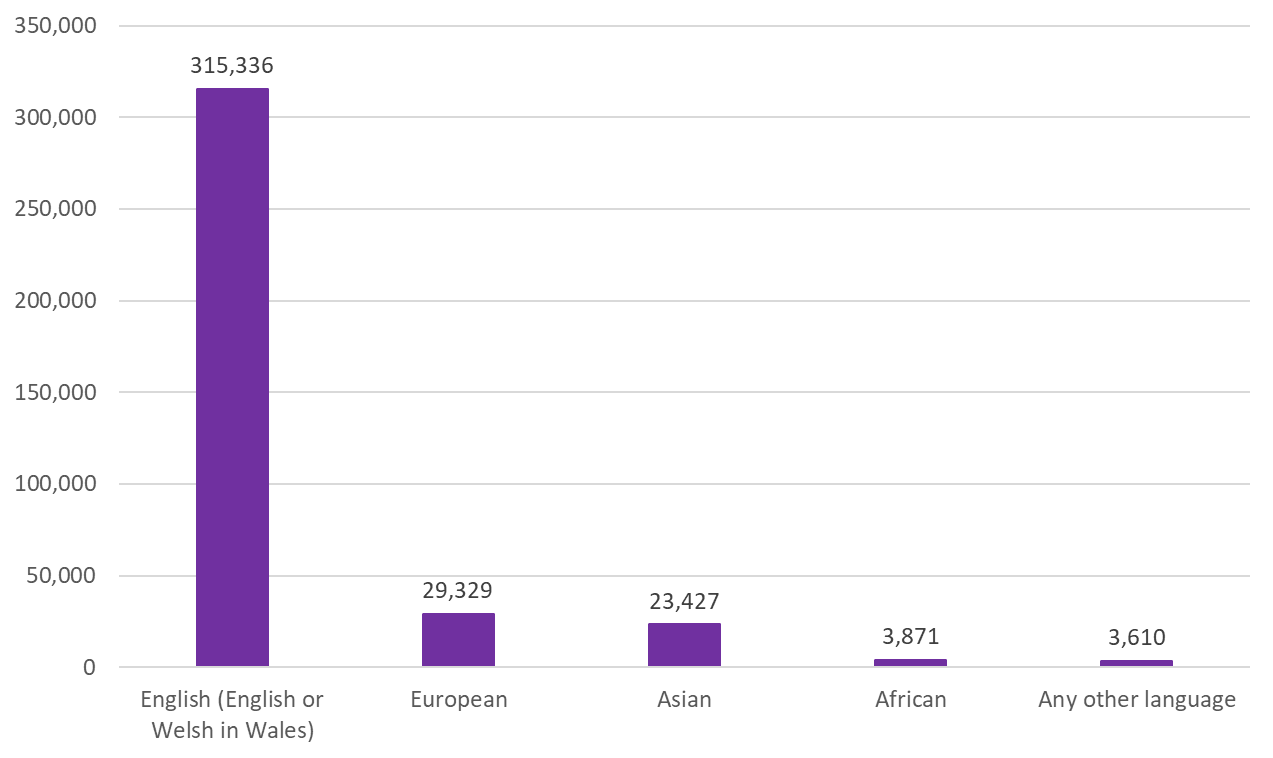 350,000
315,336
300,000
250,000
200,000
150,000
100,000
50,000
29,329
23,427
3,871
3,610
0
English (English or
Welsh in Wales)
European
Asian
African
Any other language